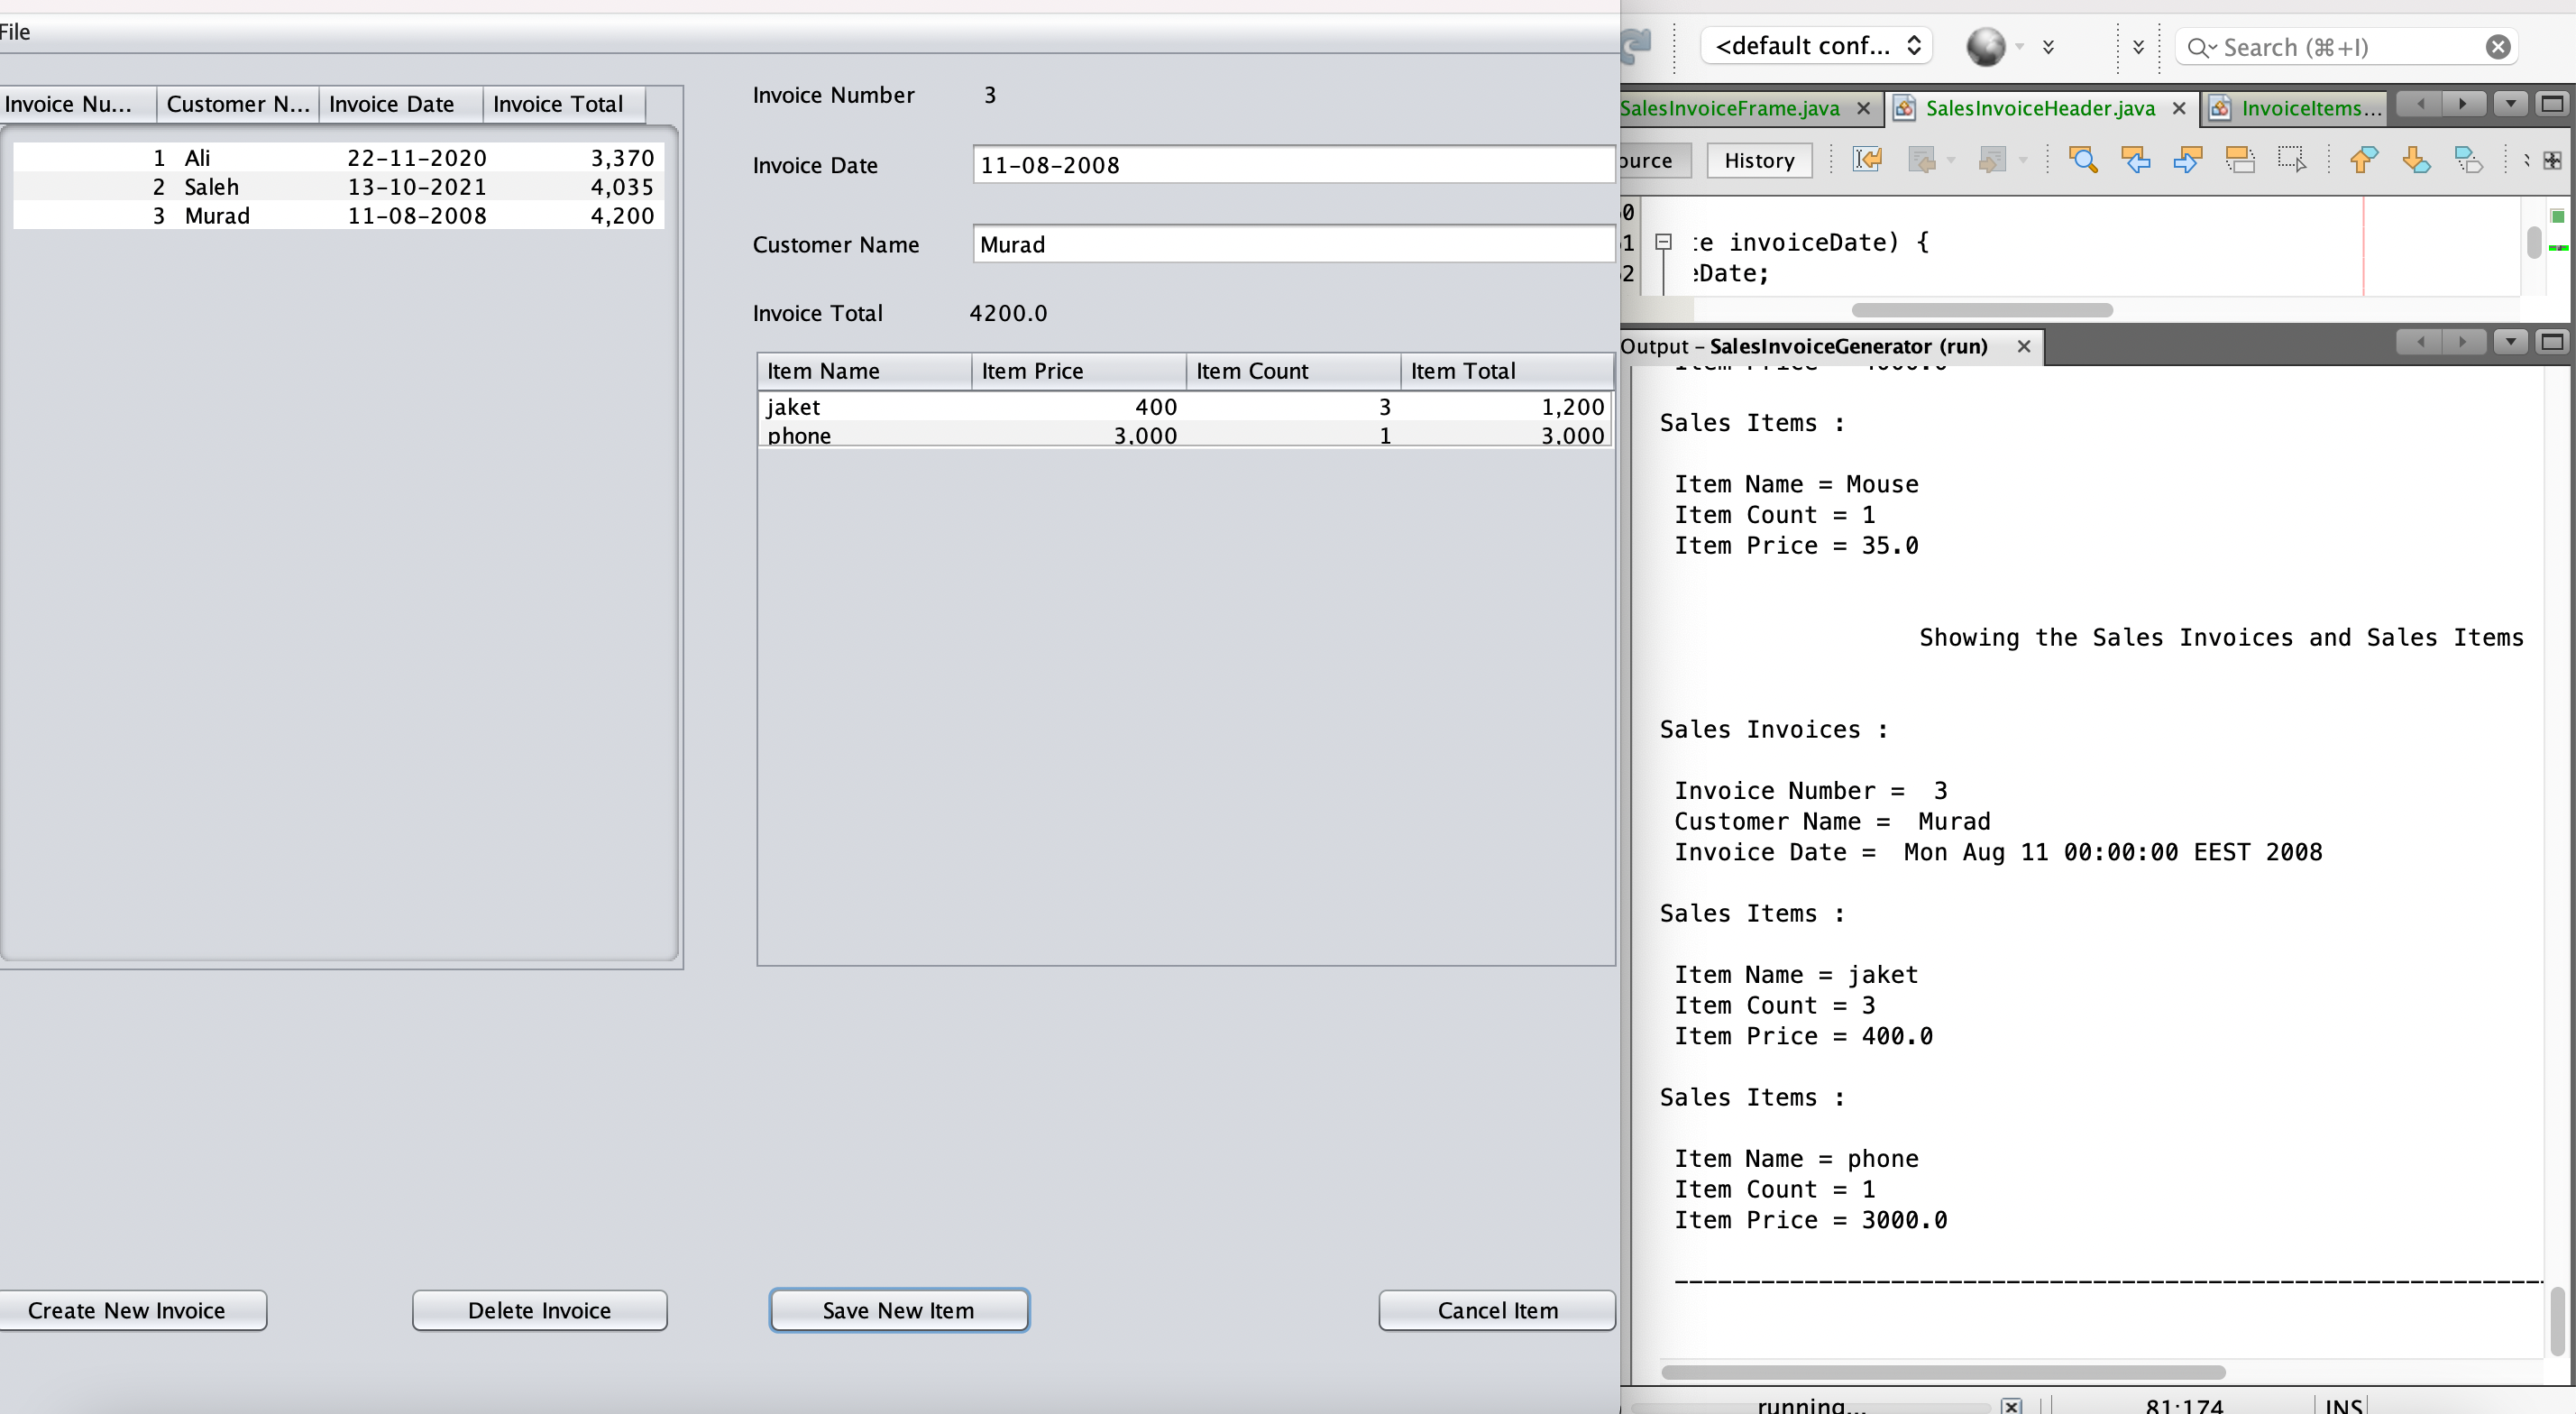 File
Invoice Nu... Customer N... Invoice Date Invoice Total
1 Ali 22-11-2020 3,370
2 Saleh 13-10-2021 4,035
3 Murad 11-08-2008 4,200
Invoice Number 3
Invoice Date 11-08-2008
Customer Name Murad
Invoice Total 4200.0
Item Name Item Price Item Count Item Total
jaket 400 3 1,200
phone 3,000 1 3,000
Create New Invoice Delete Invoice Save New Item Cancel Item
<default conf... Search (⌘+I)
SalesInvoiceFrame.java SalesInvoiceHeader.java InvoiceItems...
ource History
0
1 te invoiceDate) {
2 eDate;
Output - SalesInvoiceGenerator (run)
Item Price = 4000.0
Sales Items :
Item Name = Mouse
Item Count = 1
Item Price = 35.0
Showing the Sales Invoices and Sales Items
Sales Invoices :
Invoice Number = 3
Customer Name = Murad
Invoice Date = Mon Aug 11 00:00:00 EEST 2008
Sales Items :
Item Name = jaket
Item Count = 3
Item Price = 400.0
Sales Items :
Item Name = phone
Item Count = 1
Item Price = 3000.0
running... 81:174 INS